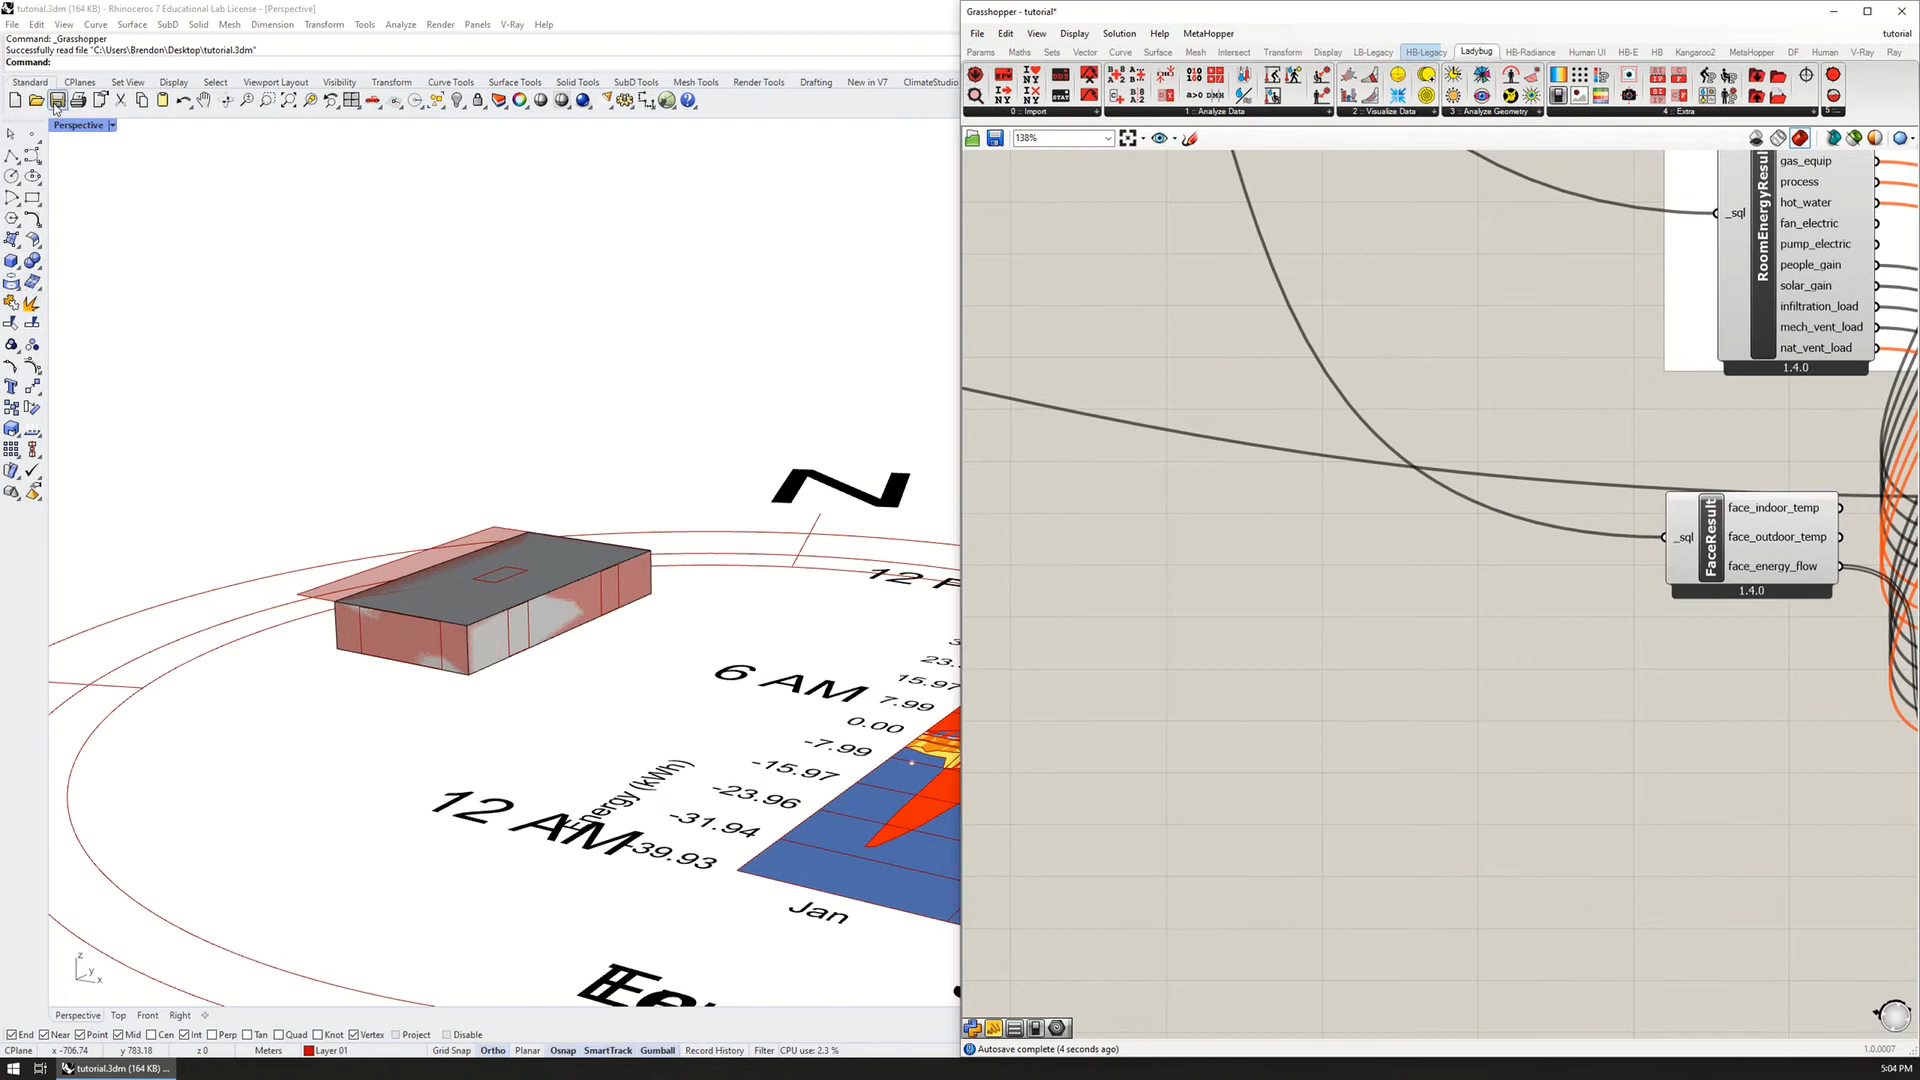 tutorial.3dm (164 KB) - Rhinoceros 7 Educational Lab License - [Perspective]
File Edit View Curve Surface SubD Solid Mesh Dimension Transform Tools Analyze Render Panels V-Ray Help
Command: _Grasshopper
Successfully read file "C:\Users\Brendon\Desktop\tutorial.3dm"
Command:
Standard CPlanes Set View Display Select Viewport Layout Visibility Transform Curve Tools Surface Tools Solid Tools SubD Tools Mesh Tools Render Tools Drafting New in V7 ClimateStudio
Perspective
N
12 P
6 AM
12 AM
23.
15.97
7.99
0.00
-7.99
-15.97
-23.96
-31.94
-39.93
Energy (kWh)
Jan
Perspective Top Front Right
End Near Point Mid Cen Int Perp Tan Quad Knot Vertex Project Disable
CPlane x -706.74 y 783.18 z 0 Meters Layer 01 Grid Snap Ortho Planar Osnap SmartTrack Gumball Record History Filter CPU use: 2.3 %
tutorial.3dm (164 KB) ...
Grasshopper - tutorial*
File Edit View Display Solution Help MetaHopper
tutorial
Params Maths Sets Vector Curve Surface Mesh Intersect Transform Display LB-Legacy HB-Legacy Ladybug HB-Radiance Human UI HB-E HB Kangaroo2 MetaHopper DF Human V-Ray Ray
0 :: Import
1 :: Analyze Data
2 :: Visualize Data
3 :: Analyze Geometry
4 :: Extra
138%
_sql
RoomEnergyResul
gas_equip
process
hot_water
fan_electric
pump_electric
people_gain
solar_gain
infiltration_load
mech_vent_load
nat_vent_load
1.4.0
_sql
FaceResult
face_indoor_temp
face_outdoor_temp
face_energy_flow
1.4.0
Autosave complete (4 seconds ago)
1.0.0007
5:04 PM